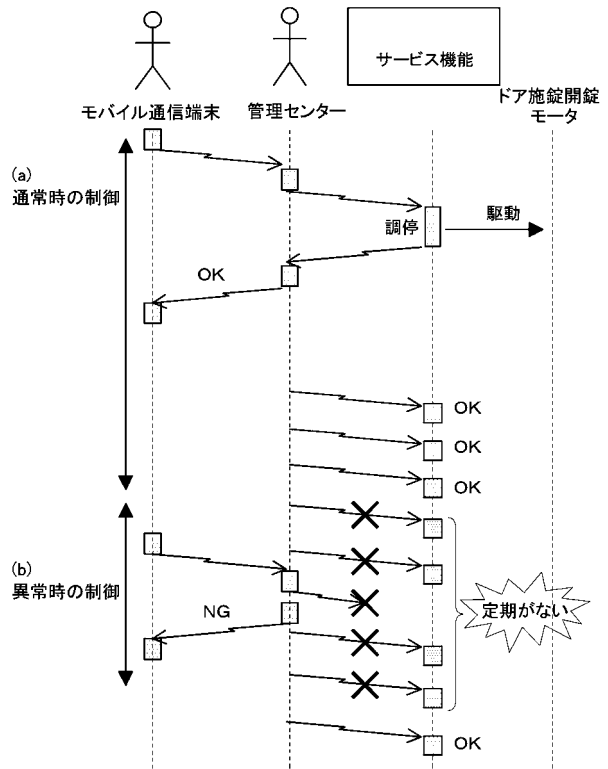 サービス機能
モバイル通信端末
管理センター
ドア施錠開錠
モータ
(a)
通常時の制御
調停
駆動
OK
OK
OK
OK
(b)
異常時の制御
NG
定期がない
OK